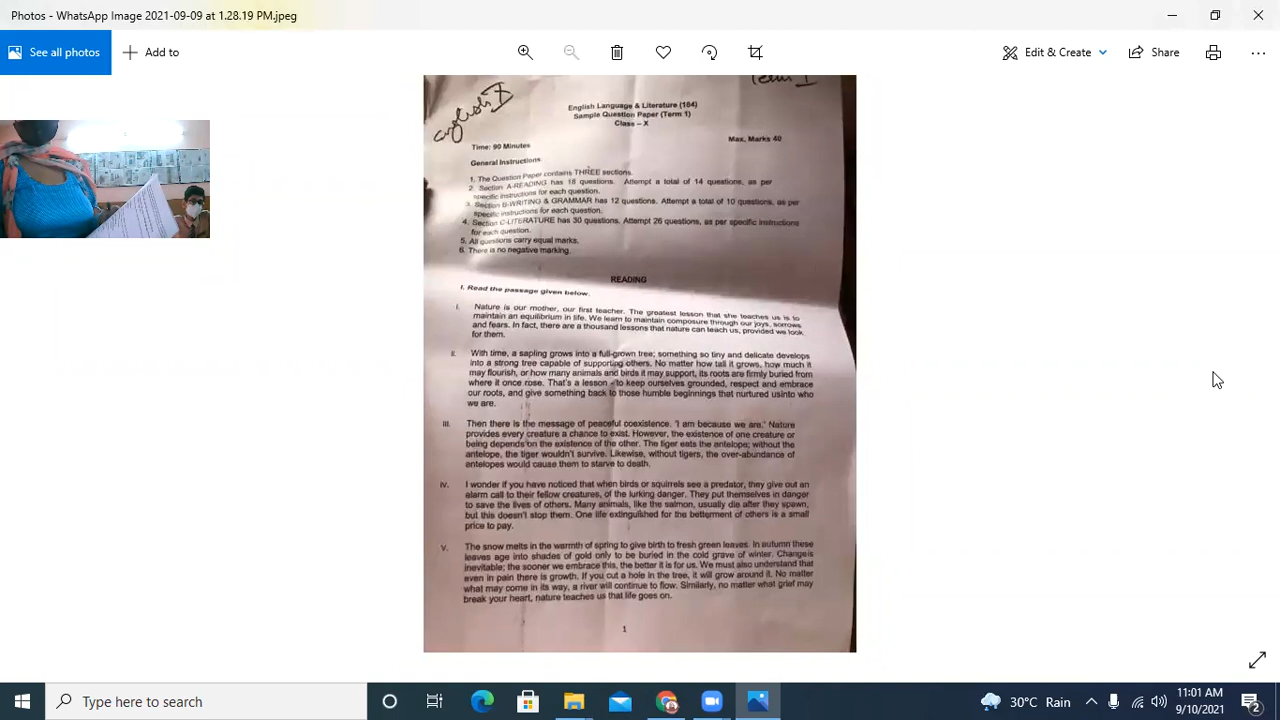 Photos - WhatsApp Image 2021-09-09 at 1.28.19 PM.jpeg
See all photos
Add to
Edit & Create
Share
English X
Term I
English Language & Literature (184)
Sample Question Paper (Term 1)
Class – X
Max. Marks 40
Time: 90 Minutes
General Instructions
1. The Question Paper contains THREE sections.
2. Section A-READING has 18 questions. Attempt a total of 14 questions, as per
specific instructions for each question.
3. Section B-WRITING & GRAMMAR has 12 questions. Attempt a total of 10 questions, as per
specific instructions for each question.
4. Section C-LITERATURE has 30 questions. Attempt 26 questions, as per specific instructions
for each question.
5. All questions carry equal marks.
6. There is no negative marking.
READING
I. Read the passage given below.
I. Nature is our mother, our first teacher. The greatest lesson that she teaches us is to
maintain an equilibrium in life. We learn to maintain composure through our joys, sorrows
and fears. In fact, there are a thousand lessons that nature can teach us, provided we look
for them.
II. With time, a sapling grows into a full-grown tree; something so tiny and delicate develops
into a strong tree capable of supporting others. No matter how tall it grows, how much it
may flourish, or how many animals and birds it may support, its roots are firmly buried from
where it once rose. That's a lesson - to keep ourselves grounded, respect and embrace
our roots, and give something back to those humble beginnings that nurtured usinto who
we are.
III. Then there is the message of peaceful coexistence. 'I am because we are.' Nature
provides every creature a chance to exist. However, the existence of one creature or
being depends on the existence of the other. The tiger eats the antelope; without the
antelope, the tiger wouldn't survive. Likewise, without tigers, the over-abundance of
antelopes would cause them to starve to death.
IV. I wonder if you have noticed that when birds or squirrels see a predator, they give out an
alarm call to their fellow creatures, of the lurking danger. They put themselves in danger
to save the lives of others. Many animals, like the salmon, usually die after they spawn,
but this doesn't stop them. One life extinguished for the betterment of others is a small
price to pay.
V. The snow melts in the warmth of spring to give birth to fresh green leaves. In autumn these
leaves age into shades of gold only to be buried in the cold grave of winter. Changeis
inevitable; the sooner we embrace this, the better it is for us. We must also understand that
even in pain there is growth. If you cut a hole in the tree, it will grow around it. No matter
what may come in its way, a river will continue to flow. Similarly, no matter what grief may
break your heart, nature teaches us that life goes on.
1
Type here to search
30°C Rain
11:01 AM
9/10/2021
2